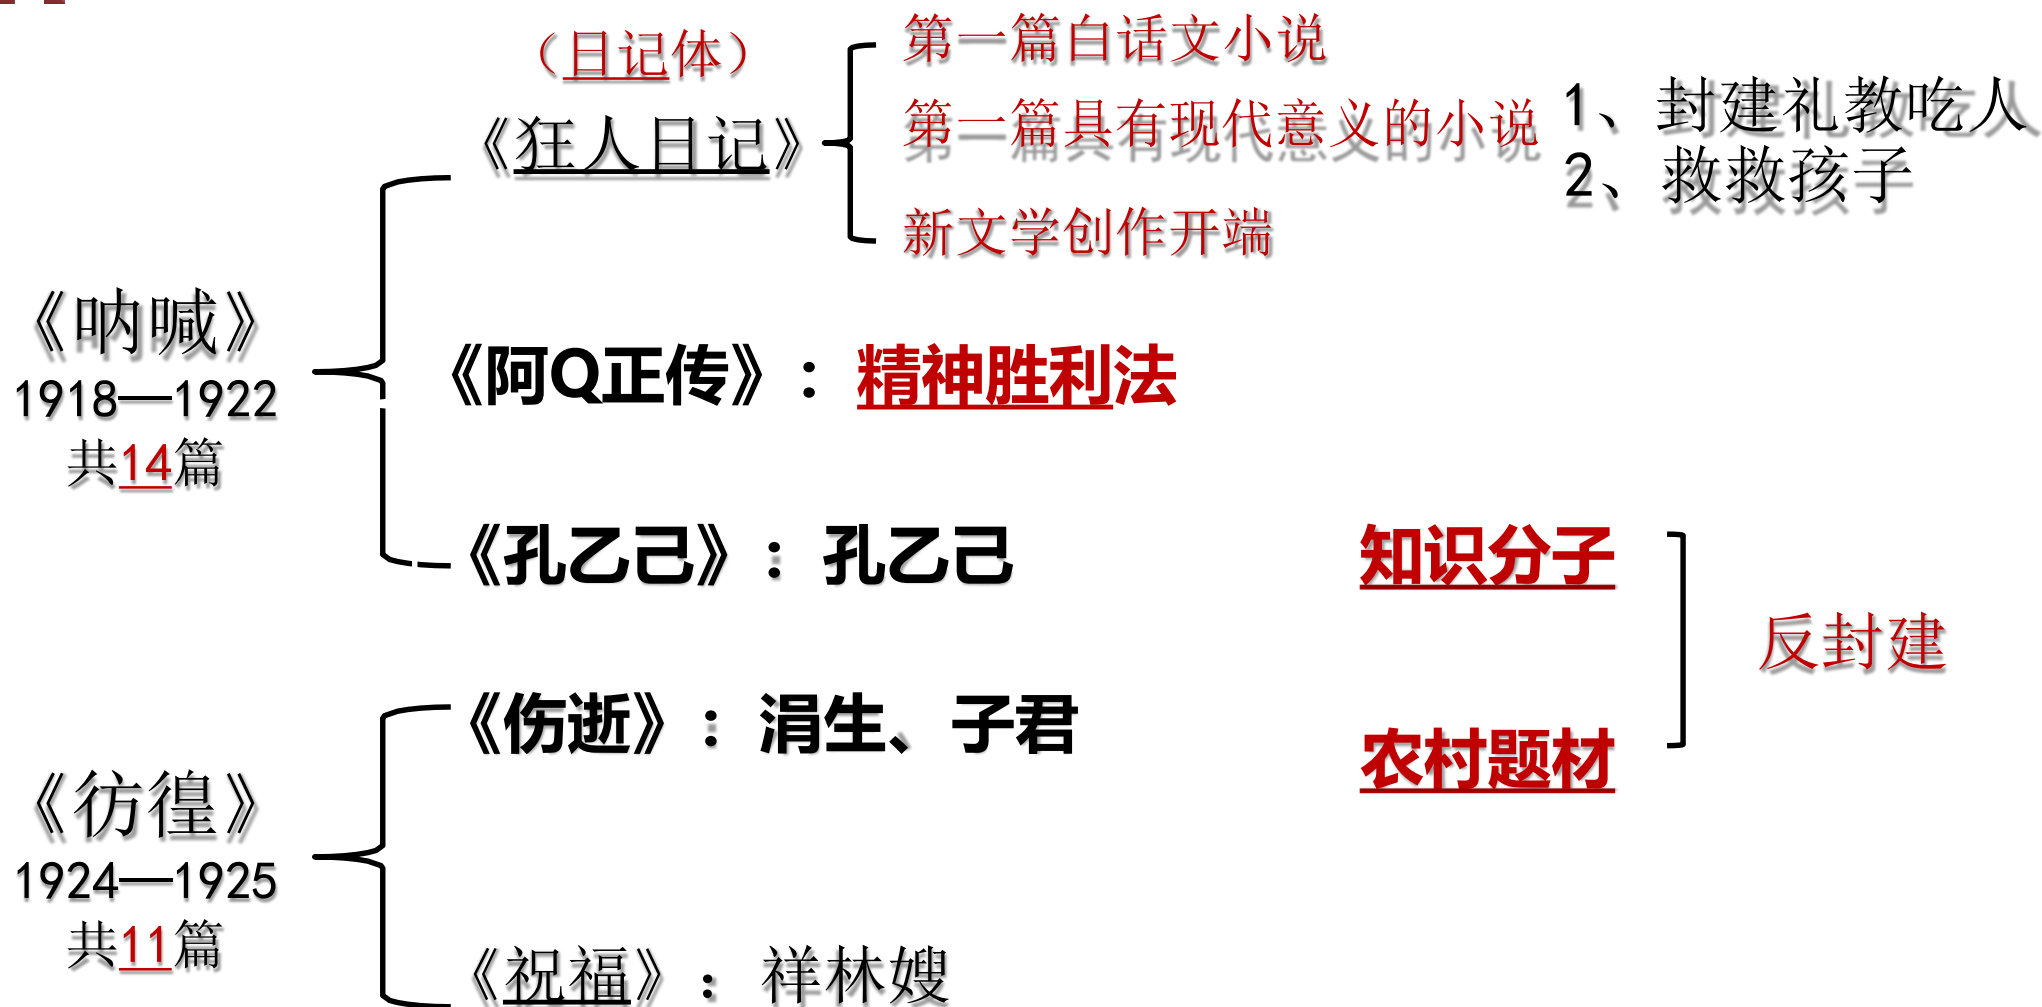 （日记体）
《狂人日记》
第一篇白话文小说
第一篇具有现代意义的小说
新文学创作开端
1、封建礼教吃人
2、救救孩子
《呐喊》
1918—1922
共14篇
《阿Q正传》：精神胜利法
《孔乙己》：孔乙己
知识分子
反封建
《伤逝》：涓生、子君
农村题材
《彷徨》
1924—1925
共11篇
《祝福》：祥林嫂